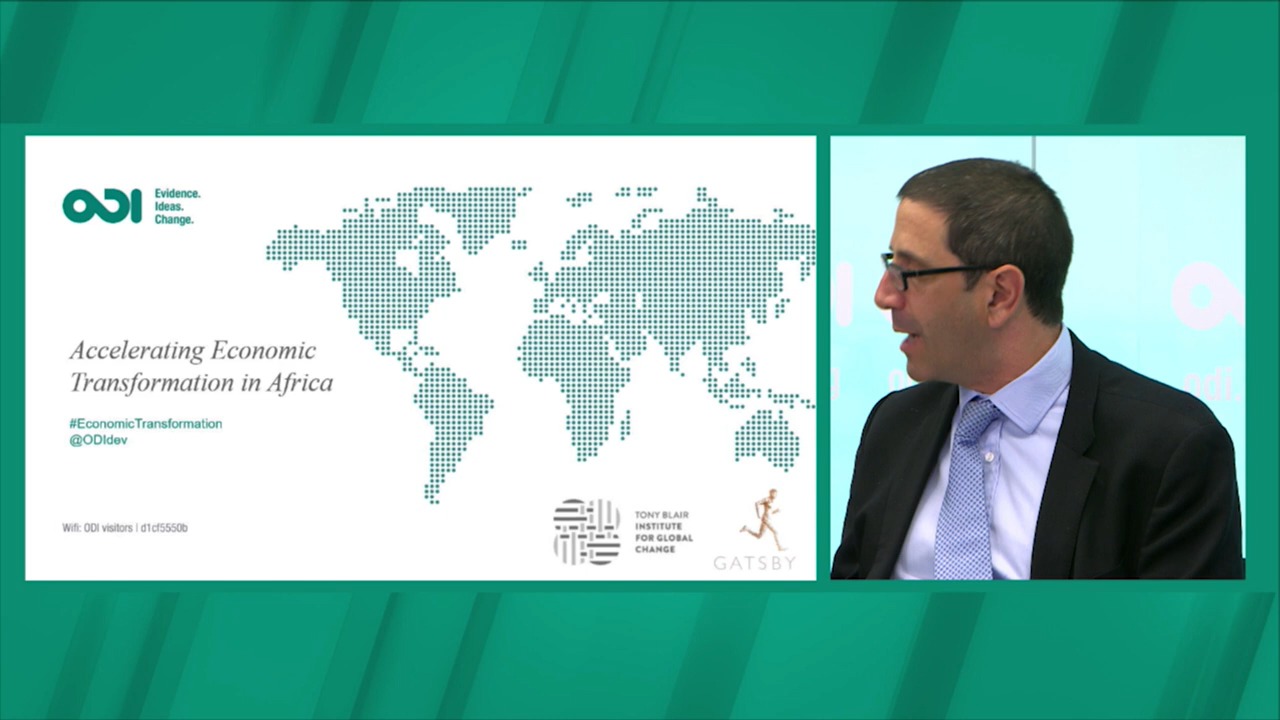 ODI
Evidence.
Ideas.
Change.
Accelerating Economic
Transformation in Africa
#EconomicTransformation
@ODIdev
Wifi: ODI visitors | d1cf5550b
TONY BLAIR
INSTITUTE
FOR GLOBAL
CHANGE
GATSBY
odi.